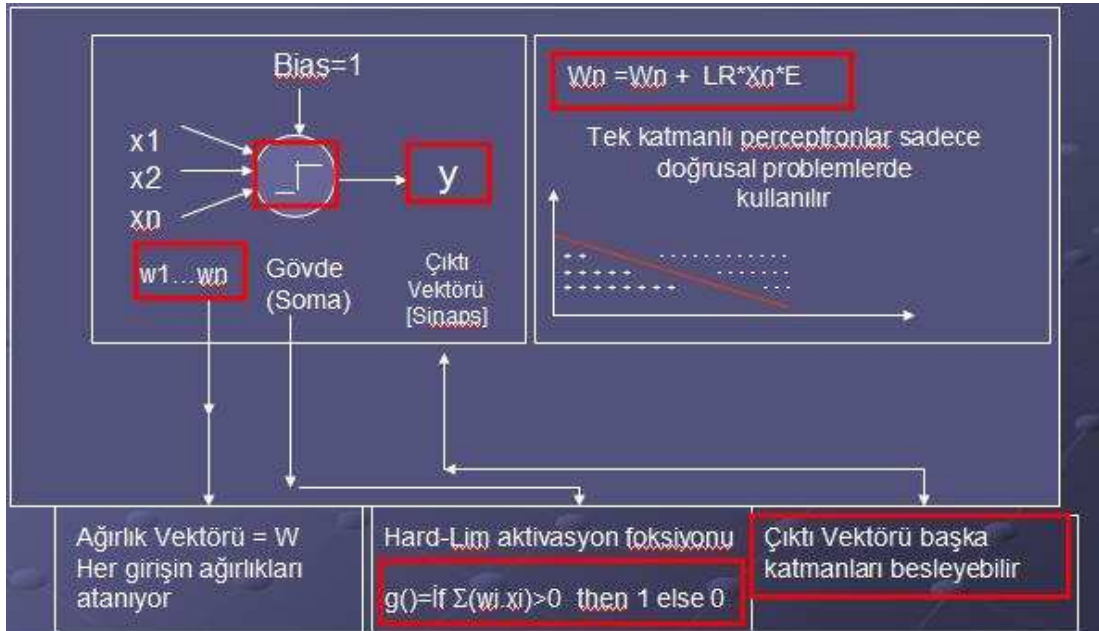 Bias=1
x1
x2
xn
y
w1...wn
Gövde
(Soma)
Çıktı
Vektörü
[Sinaps]
Wn =Wn + LR*Xn*E
Tek katmanlı perceptronlar sadece
doğrusal problemlerde
kullanılır
Ağırlık Vektörü = W
Her girişin ağırlıkları
atanıyor
Hard-Lim aktivasyon foksiyonu
g()=İf Σ(wi.xi)>0 then 1 else 0
Çıktı Vektörü başka
katmanları besleyebilir